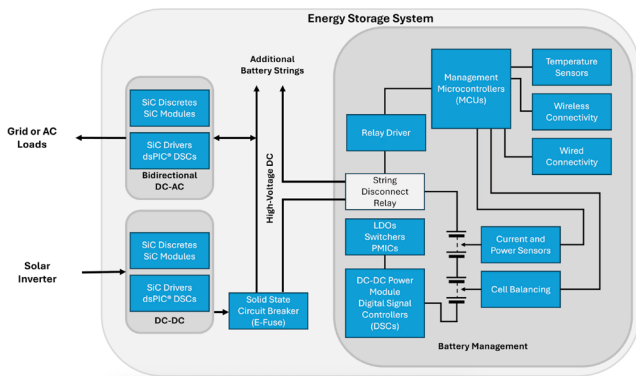 Energy Storage System
Additional
Battery Strings
SiC Discretes
SiC Modules
SiC Drivers
dsPIC® DSCs
Bidirectional
DC-AC
Grid or AC
Loads
High-Voltage DC
Solar
Inverter
SiC Discretes
SiC Modules
SiC Drivers
dsPIC® DSCs
DC-DC
Solid State
Circuit Breaker
(E-Fuse)
Management
Microcontrollers
(MCUs)
Temperature
Sensors
Wireless
Connectivity
Wired
Connectivity
Relay Driver
String
Disconnect
Relay
LDOs
Switchers
PMICs
DC-DC Power
Module
Digital Signal
Controllers
(DSCs)
Current and
Power Sensors
Cell Balancing
Battery Management